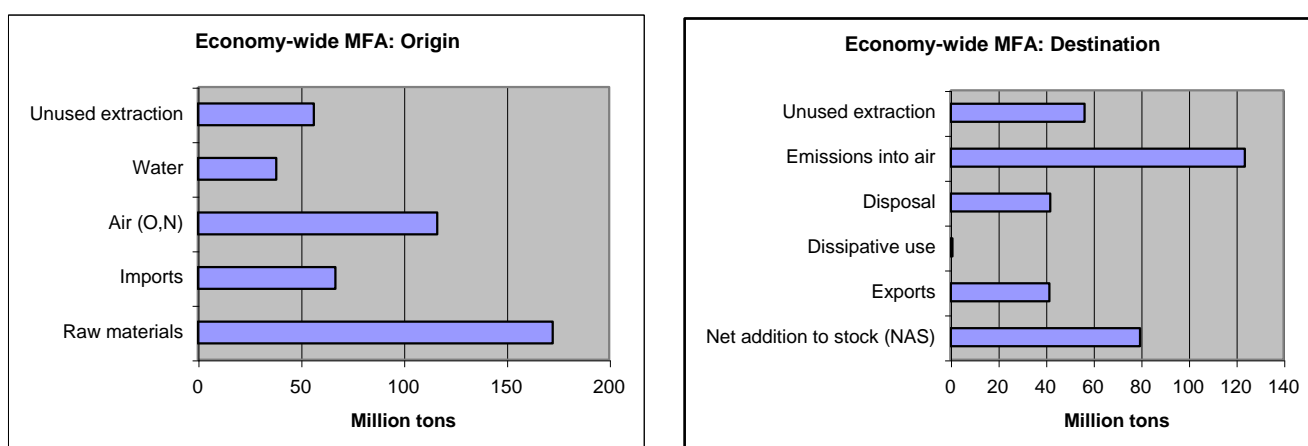 Economy-wide MFA: Origin
Unused extraction
Water
Air (O,N)
Imports
Raw materials
0 50 100 150 200
Million tons
Economy-wide MFA: Destination
Unused extraction
Emissions into air
Disposal
Dissipative use
Exports
Net addition to stock (NAS)
0 20 40 60 80 100 120 140
Million tons